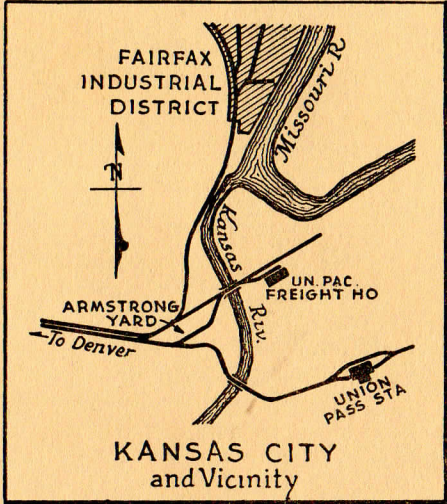 FAIRFAX
INDUSTRIAL
DISTRICT
Missouri R
N
Kansas
Riv.
UN. PAC.
FREIGHT HO
ARMSTRONG
YARD
To Denver
UNION
PASS STA
KANSAS CITY
and Vicinity